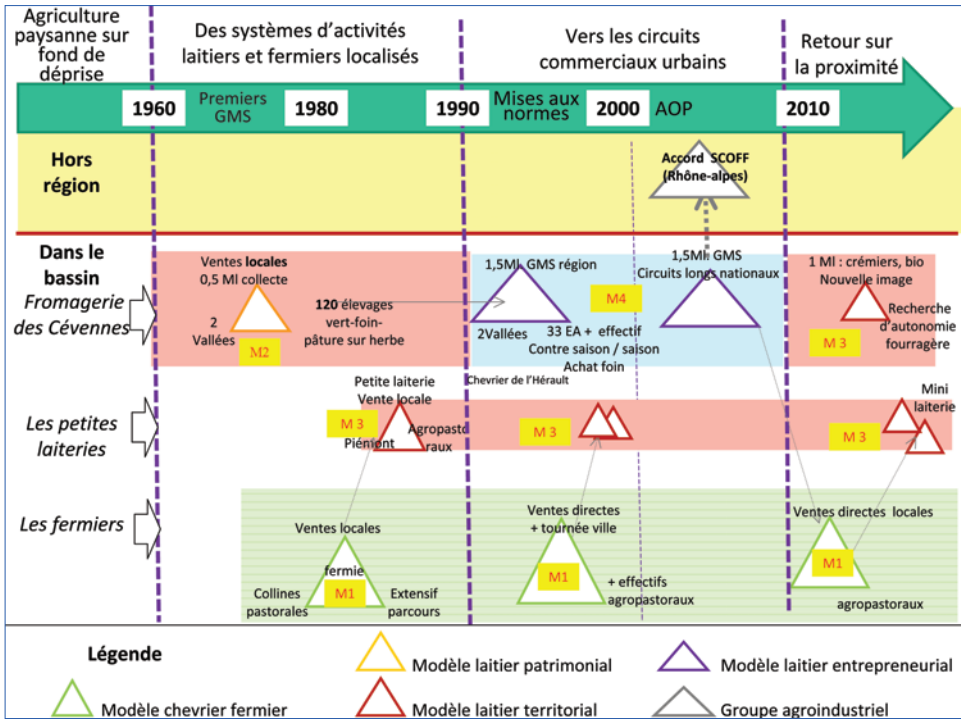 Agriculture
paysanne sur
fond de
déprise
Des systèmes d'activités
laitiers et fermiers localisés
Vers les circuits
commerciaux urbains
Retour sur
la proximité
1960
Premiers
GMS
1980
1990
Mises aux
normes
2000
AOP
2010
Hors
région
Accord SCOFF
(Rhône-alpes)
Dans le
bassin
Fromagerie
des Cévennes
Ventes locales
0,5 Ml collecte
2
Vallées
M2
120 élevages
vert-foin-
pâture sur herbe
1,5Ml. GMS région
2Vallées
M4
33 EA + effectif
Contre saison / saison
Achat foin
1,5Ml. GMS
Circuits longs nationaux
1 Ml : crémiers, bio
Nouvelle image
M 3
Recherche
d'autonomie
fourragère
Les petites
laiteries
Petite laiterie
Vente locale
M 3
Piémont
Agropasto
raux
Chevrier de l'Hérault
M 3
M 3
Mini
laiterie
Les fermiers
Ventes locales
fermie
M1
Collines
pastorales
Extensif
parcours
Ventes directes
+ tournée ville
M1
+ effectifs
agropastoraux
Ventes directes locales
M1
agropastoraux
Légende
Modèle laitier patrimonial
Modèle laitier entrepreneurial
Modèle chevrier fermier
Modèle laitier territorial
Groupe agroindustriel